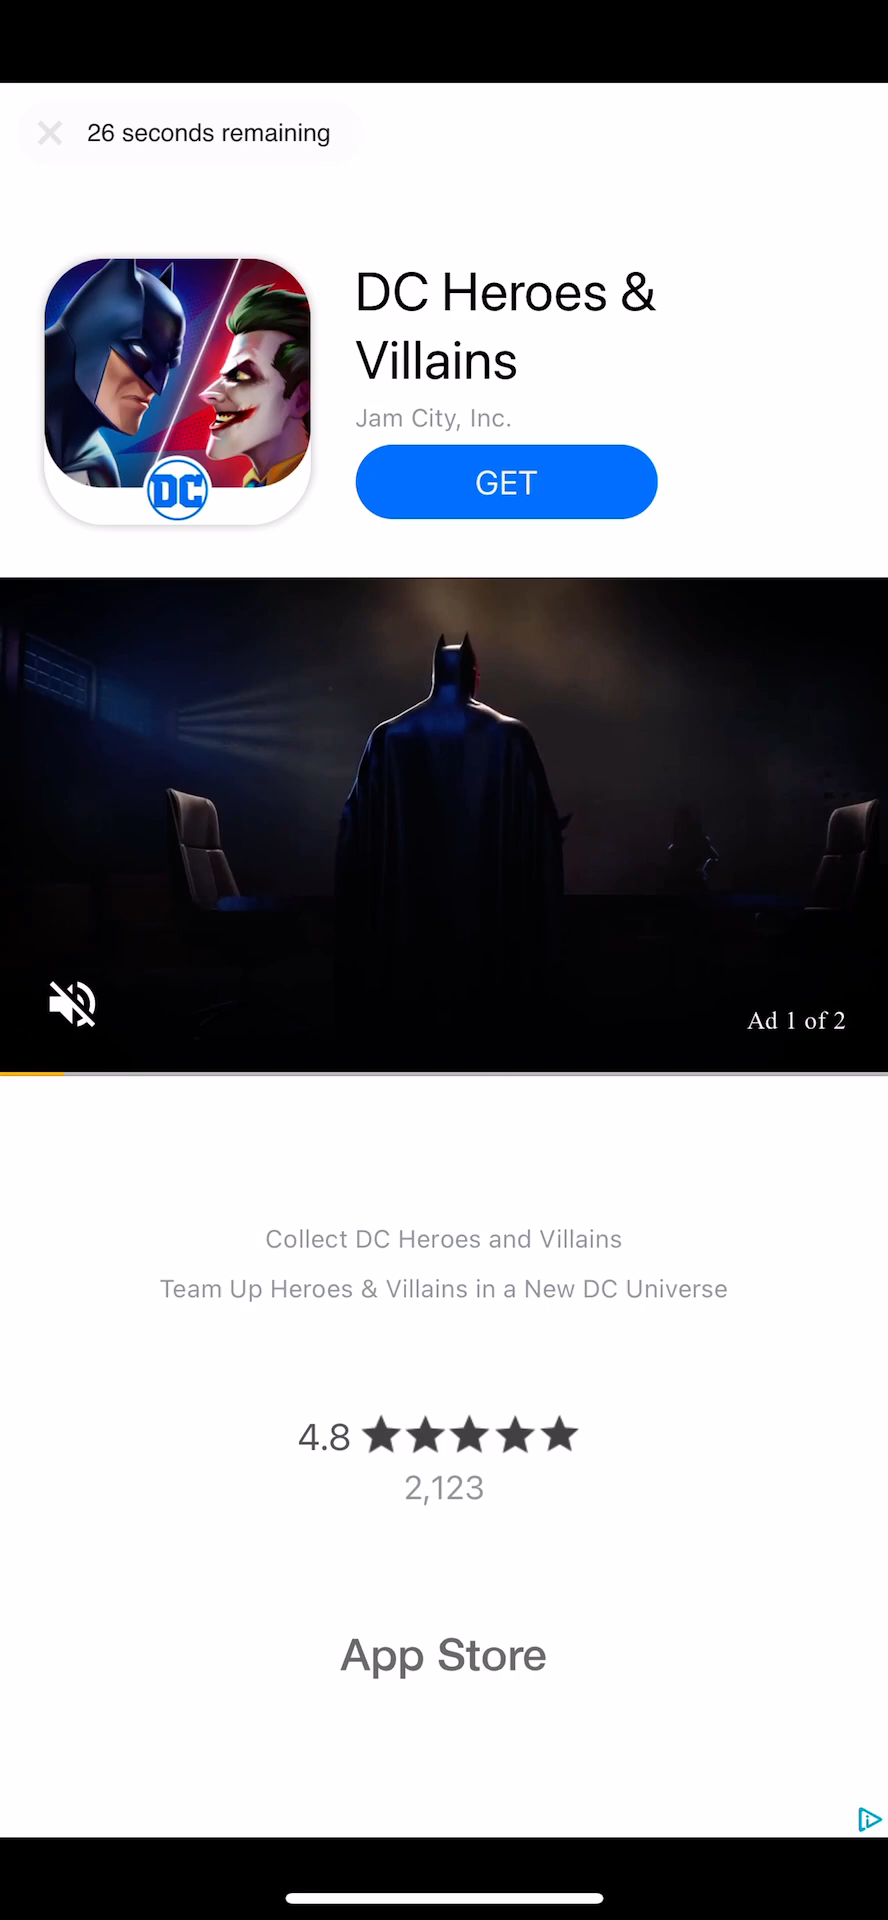 26 seconds remaining
DC Heroes &
Villains
Jam City, Inc.
GET
DC
Ad 1 of 2
Collect DC Heroes and Villains
Team Up Heroes & Villains in a New DC Universe
4.8
2,123
App Store